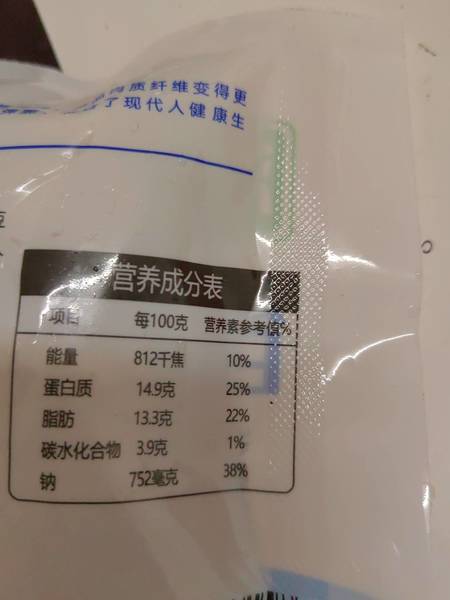 质纤维变得更
了现代人健康生
营养成分表
项目 每100克 营养素参考值%
能量 812千焦 10%
蛋白质 14.9克 25%
脂肪 13.3克 22%
碳水化合物 3.9克 1%
钠 752毫克 38%